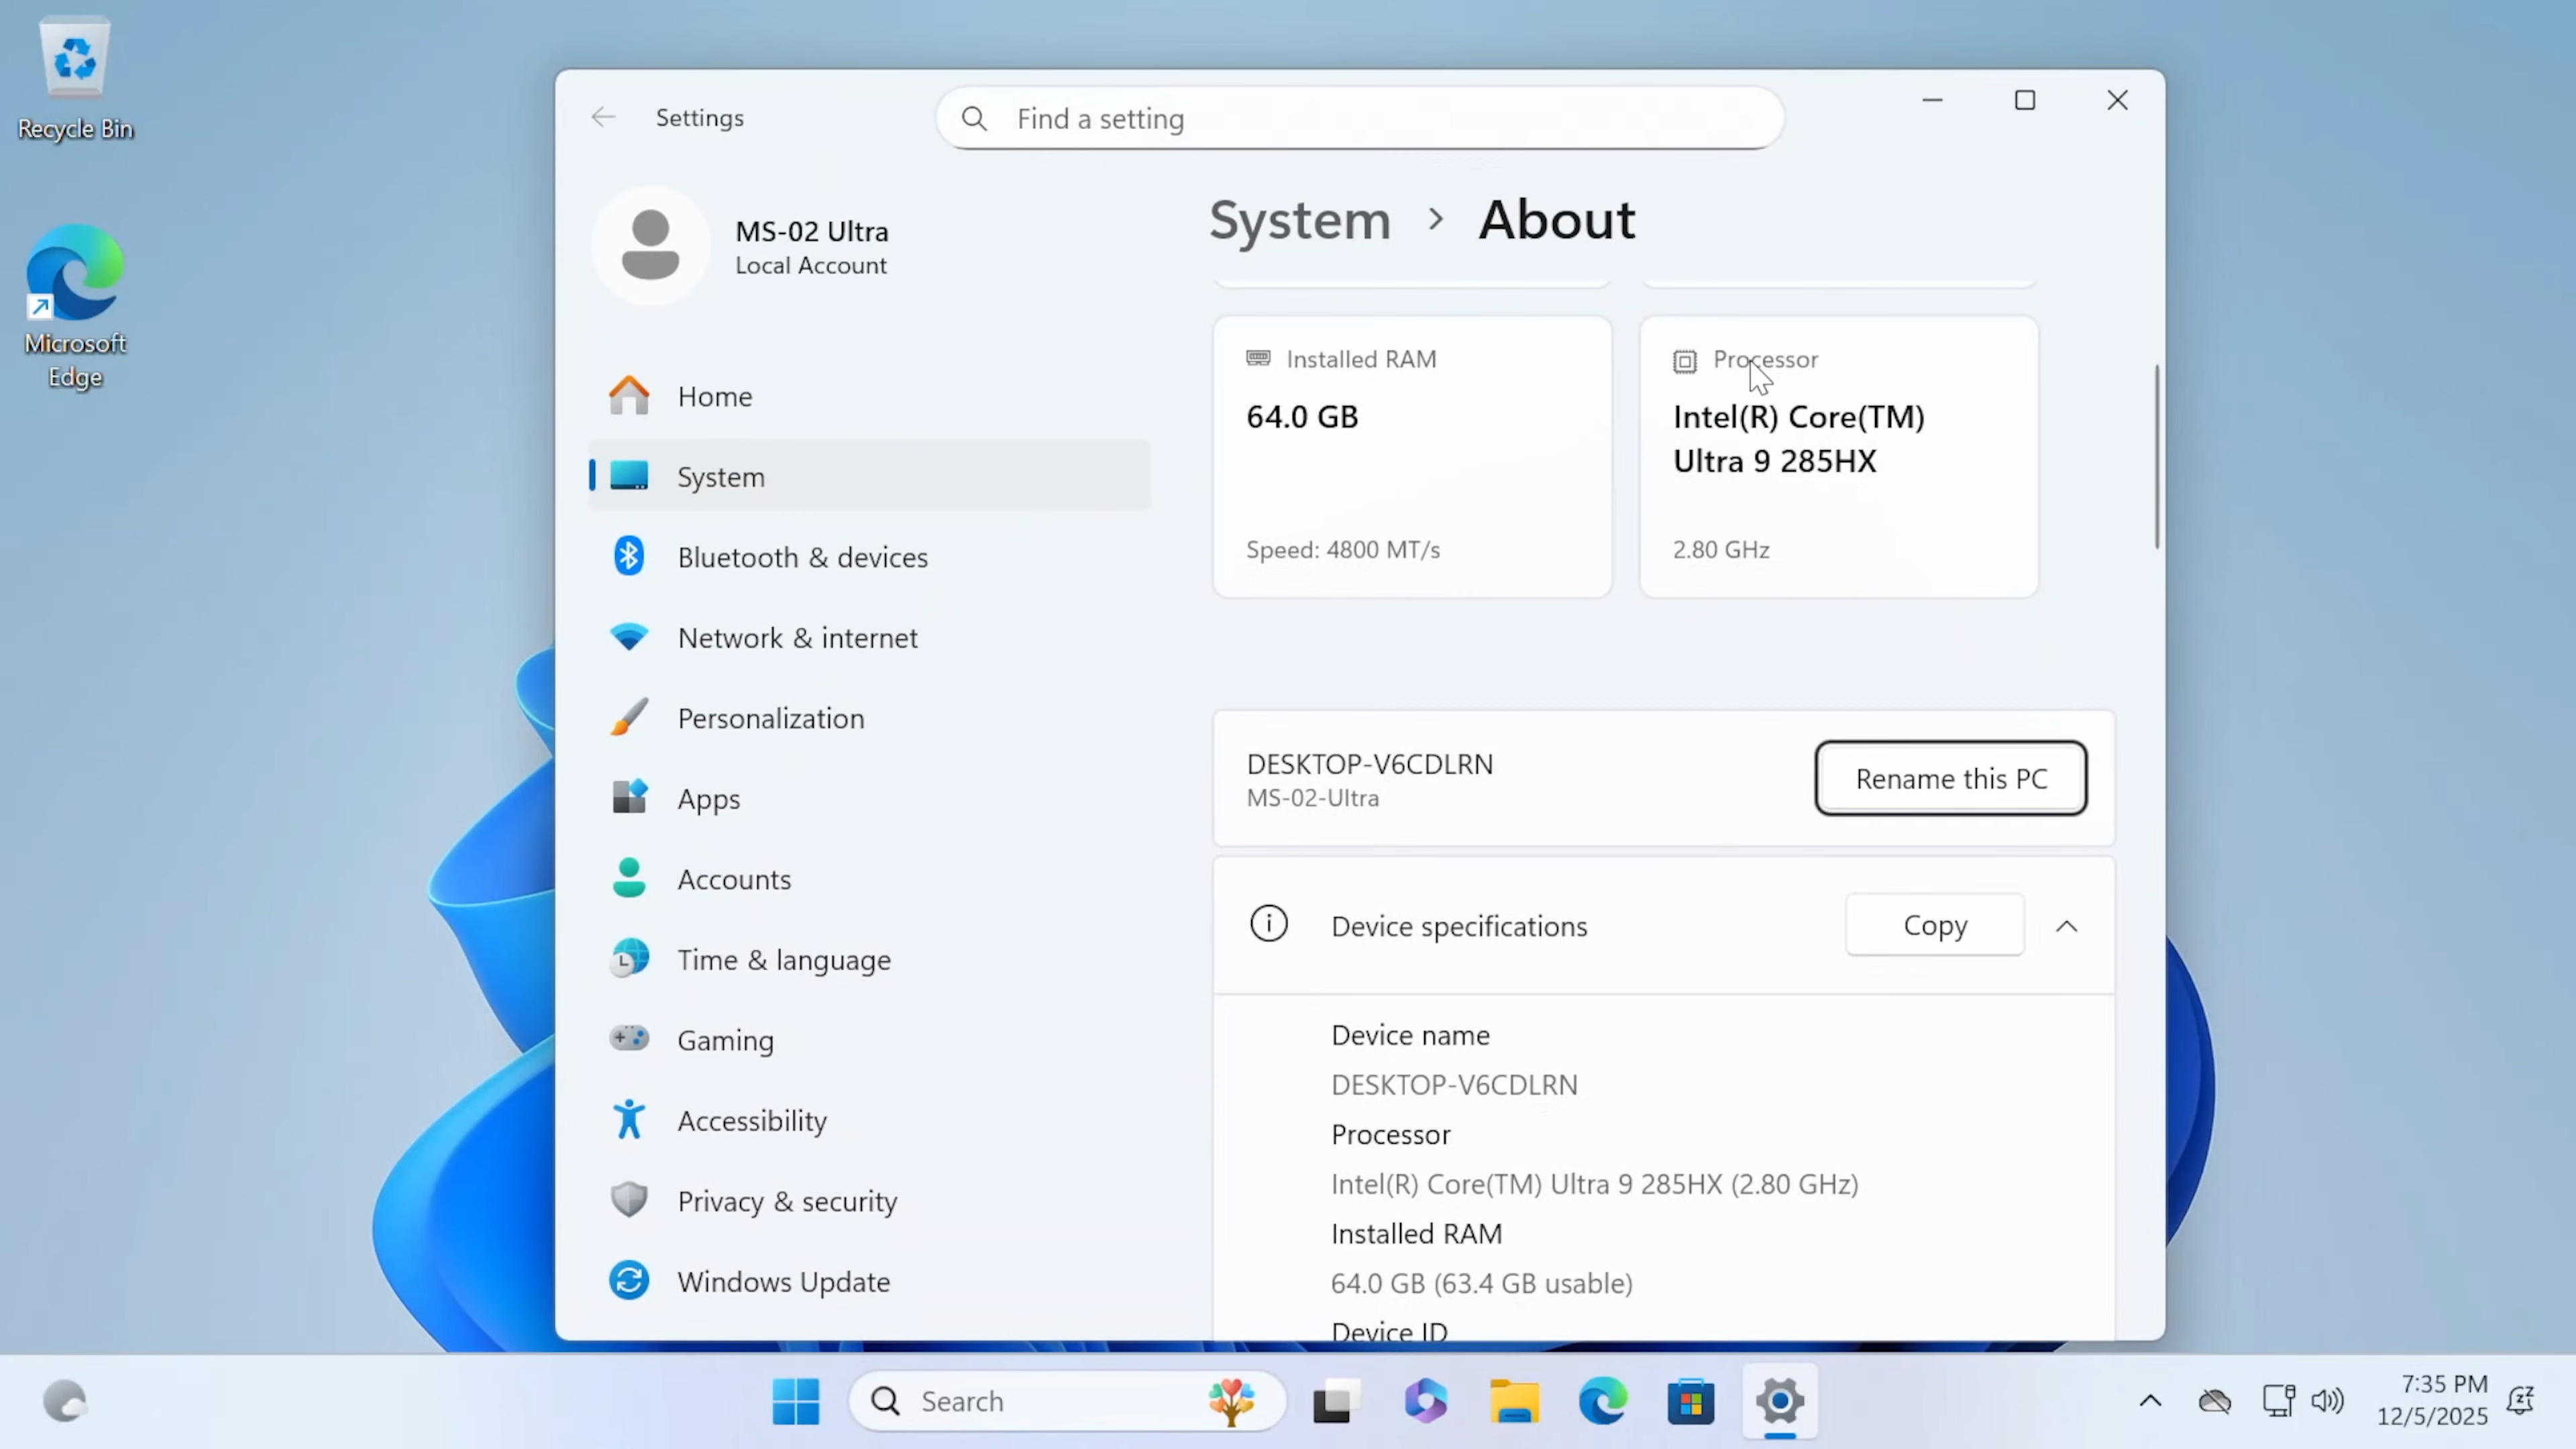 Recycle Bin
Microsoft
Edge
Settings
Find a setting
MS-02 Ultra
Local Account
Home
System
Bluetooth & devices
Network & internet
Personalization
Apps
Accounts
Time & language
Gaming
Accessibility
Privacy & security
Windows Update
System > About
Installed RAM
64.0 GB
Speed: 4800 MT/s
Processor
Intel(R) Core(TM)
Ultra 9 285HX
2.80 GHz
DESKTOP-V6CDLRN
MS-02-Ultra
Rename this PC
Device specifications
Copy
Device name
DESKTOP-V6CDLRN
Processor
Intel(R) Core(TM) Ultra 9 285HX (2.80 GHz)
Installed RAM
64.0 GB (63.4 GB usable)
Device ID
Search
7:35 PM
12/5/2025